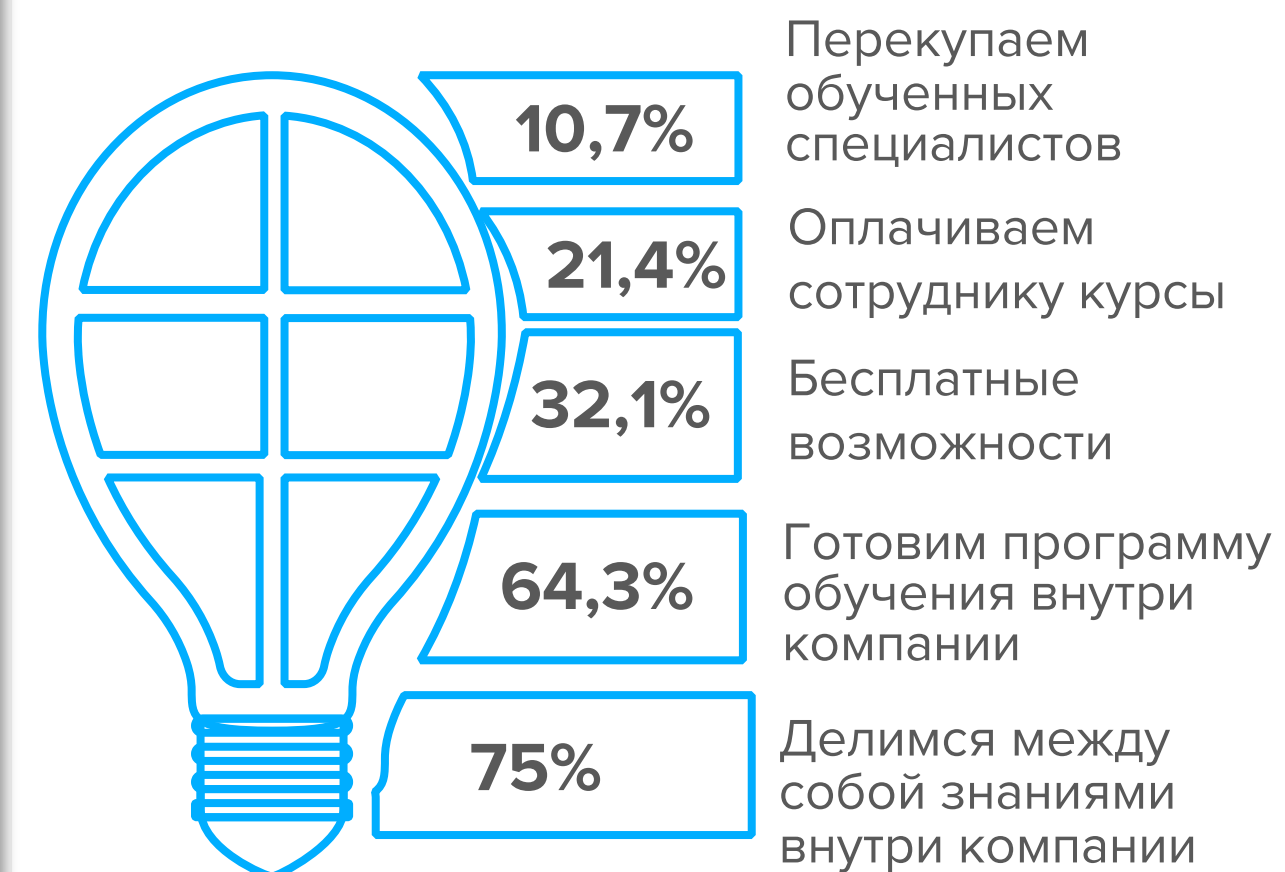 10,7%
Перекупаем
обученных
специалистов
21,4%
Оплачиваем
сотруднику курсы
32,1%
Бесплатные
возможности
64,3%
Готовим программу
обучения внутри
компании
75%
Делимся между
собой знаниями
внутри компании